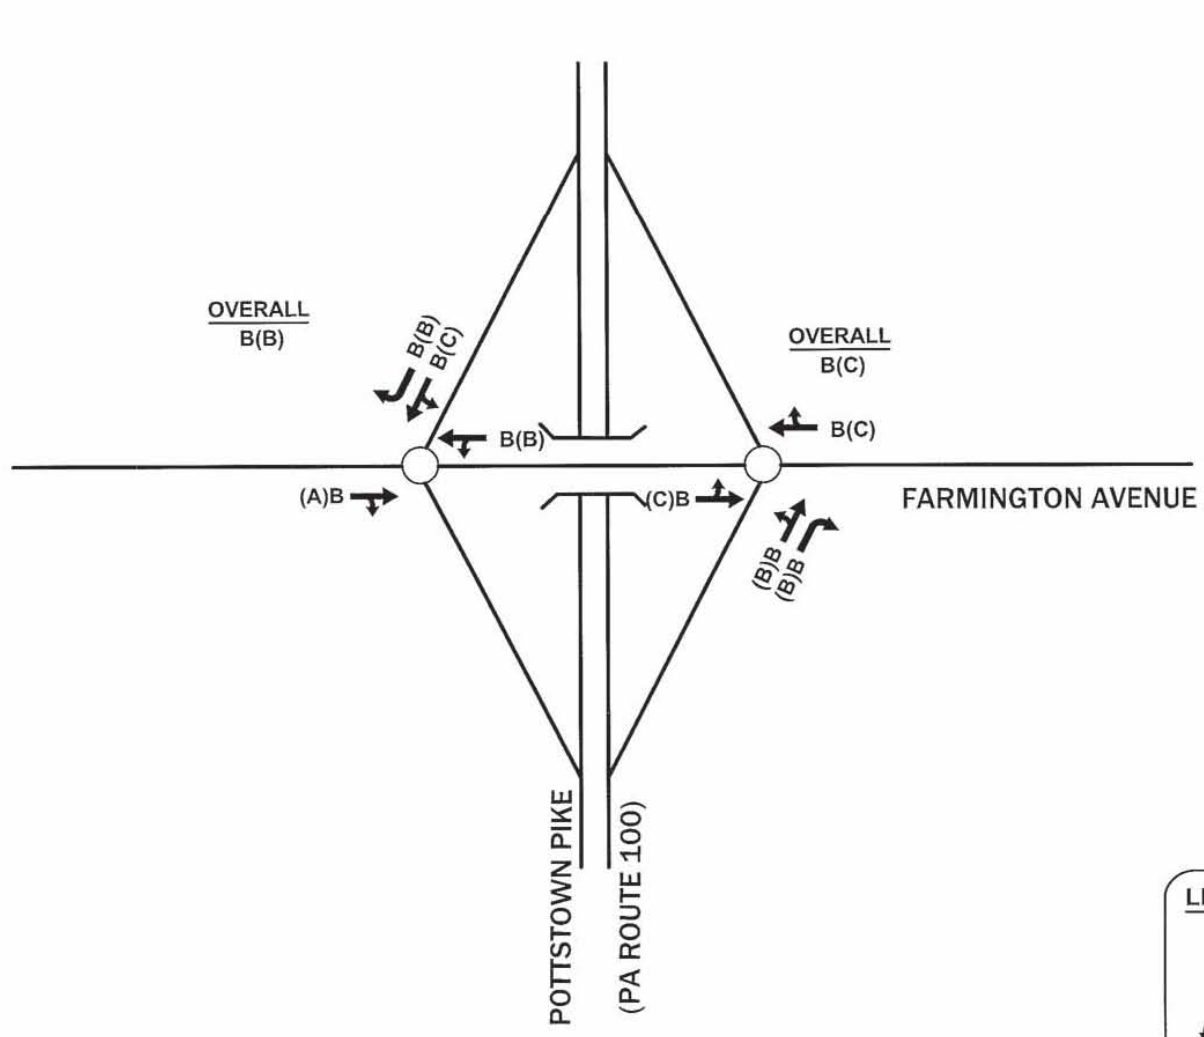 OVERALL
B(B)
B(B)
B(C)
OVERALL
B(C)
B(B)
B(C)
(A)B
(C)B
FARMINGTON AVENUE
(B)B
(B)B
POTTSTOWN PIKE
(PA ROUTE 100)